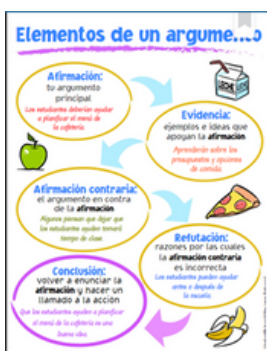 Elementos de un argumento
Afirmación:
tu argumento
principal
Los estudiantes deberían ayudar
a planificar el menú de
la cafetería.
LECHE
Evidencia:
ejemplos e ideas que
apoyan la afirmación
Aprenderán sobre los
presupuestos y opciones
de comida.
Afirmación contraria:
el argumento en contra
de la afirmación
Algunos piensan que dejar que
los estudiantes ayuden tomará
tiempo de clase.
Refutación:
razones por las cuales
la afirmación contraria
es incorrecta
Los estudiantes pueden ayudar
antes o después de
la escuela.
Conclusión:
volver a enunciar la
afirmación y hacer un
llamado a la acción
Que los estudiantes ayuden a planificar
el menú de la cafetería es una
buena idea.